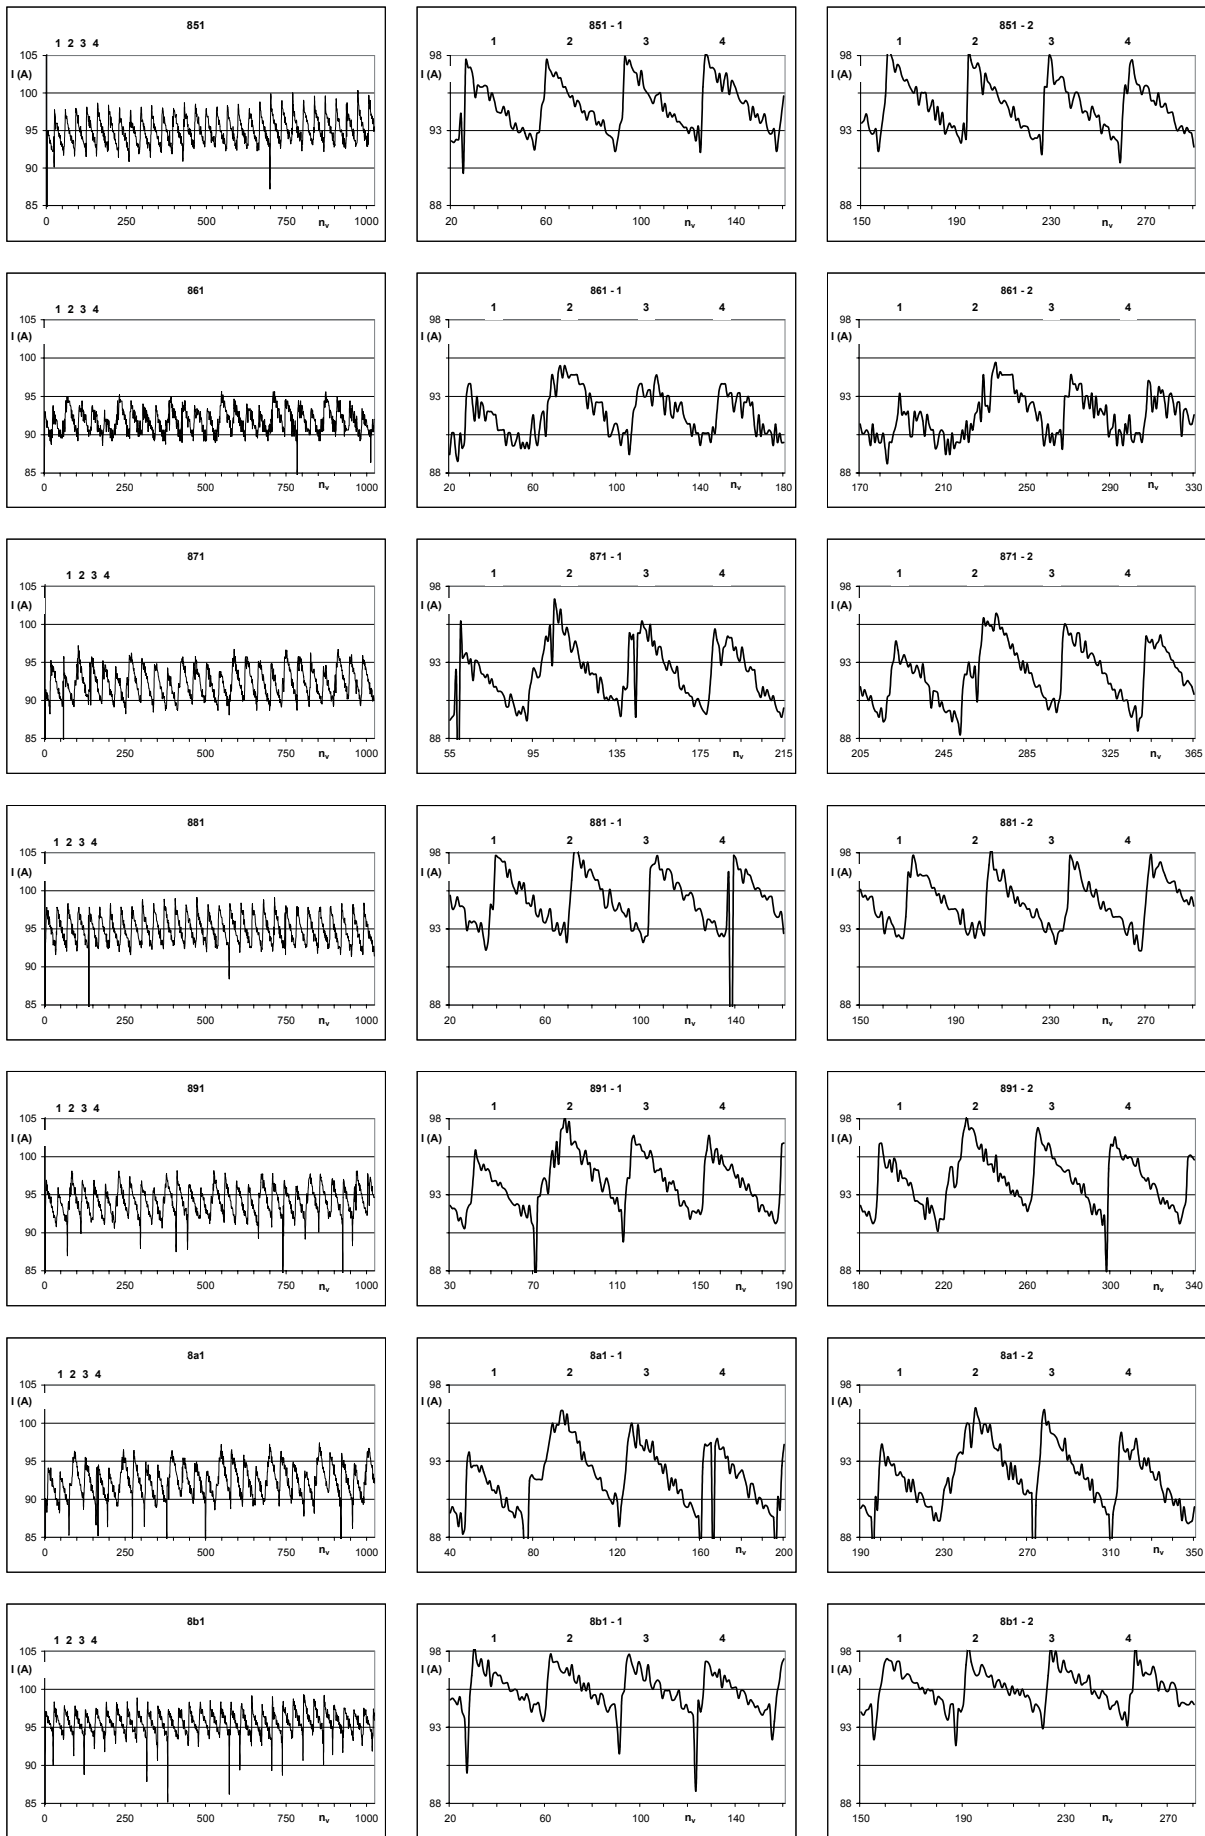 851
1 2 3 4
105
I (A)
100
95
90
85
0 250 500 750 n_v 1000
851 - 1
1 2 3 4
98
I (A)
93
88
20 60 100 n_v 140
851 - 2
1 2 3 4
98
I (A)
93
88
150 190 230 n_v 270
861
1 2 3 4
105
I (A)
100
95
90
85
0 250 500 750 n_v 1000
861 - 1
1 2 3 4
98
I (A)
93
88
20 60 100 140 n_v 180
861 - 2
1 2 3 4
98
I (A)
93
88
170 210 250 290 n_v 330
871
1 2 3 4
105
I (A)
100
95
90
85
0 250 500 750 n_v 1000
871 - 1
1 2 3 4
98
I (A)
93
88
55 95 135 175 n_v 215
871 - 2
1 2 3 4
98
I (A)
93
88
205 245 285 325 n_v 365
881
1 2 3 4
105
I (A)
100
95
90
85
0 250 500 750 n_v 1000
881 - 1
1 2 3 4
98
I (A)
93
88
20 60 100 n_v 140
881 - 2
1 2 3 4
98
I (A)
93
88
150 190 230 n_v 270
891
1 2 3 4
105
I (A)
100
95
90
85
0 250 500 750 n_v 1000
891 - 1
1 2 3 4
98
I (A)
93
88
30 70 110 150 n_v 190
891 - 2
1 2 3 4
98
I (A)
93
88
180 220 260 300 n_v 340
8a1
1 2 3 4
105
I (A)
100
95
90
85
0 250 500 750 n_v 1000
8a1 - 1
1 2 3 4
98
I (A)
93
88
40 80 120 160 n_v 200
8a1 - 2
1 2 3 4
98
I (A)
93
88
190 230 270 310 n_v 350
8b1
1 2 3 4
105
I (A)
100
95
90
85
0 250 500 750 n_v 1000
8b1 - 1
1 2 3 4
98
I (A)
93
88
20 60 100 n_v 140
8b1 - 2
1 2 3 4
98
I (A)
93
88
150 190 230 n_v 270